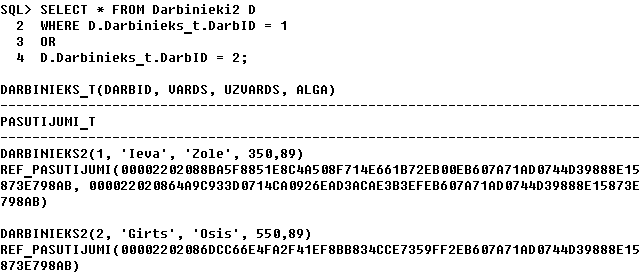 SQL> SELECT * FROM Darbinieki2 D
2 WHERE D.Darbinieks_t.DarbID = 1
3 OR
4 D.Darbinieks_t.DarbID = 2;
DARBINIEKS_T(DARBID, VARDS, UZVARDS, ALGA)
--------------------------------------------------------------------------------
PASUTIJUMI_T
--------------------------------------------------------------------------------
DARBINIEKS2(1, 'Ieva', 'Zole', 350,89)
REF_PASUTIJUMI(00002202088BA5F8851E8C4A508F714E661B72EB00EB607A71AD0744D39888E15
873E798AB, 000022020864A9C933D0714CA0926EAD3ACAE3B3EFEB607A71AD0744D39888E15873E
798AB)
DARBINIEKS2(2, 'Girts', 'Osis', 550,89)
REF_PASUTIJUMI(00002202086DCC66E4FA2F41EF8BB834CCE7359FF2EB607A71AD0744D39888E15
873E798AB)